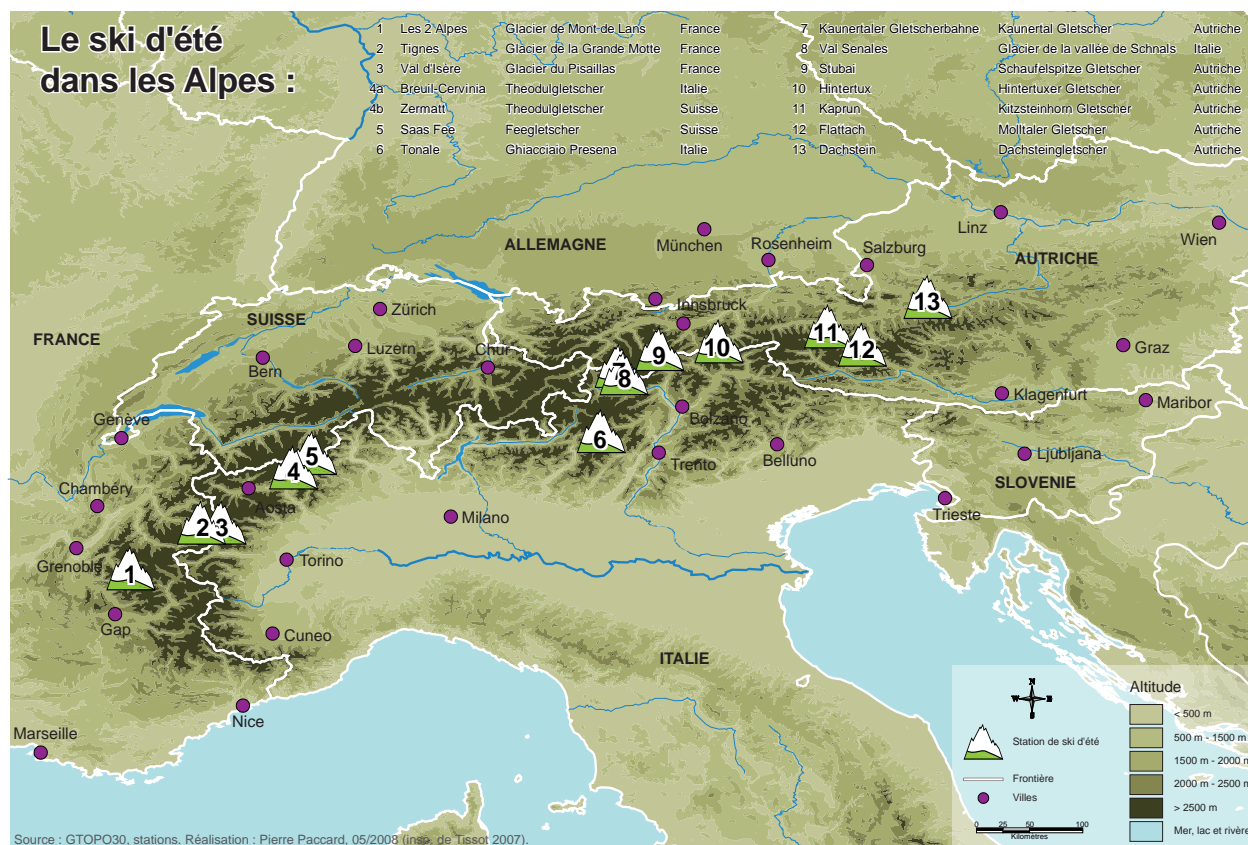 Le ski d'été
dans les Alpes :
1 Les 2 Alpes Glacier de Mont de Lans France
2 Tignes Glacier de la Grande Motte France
3 Val d'Isère Glacier du Pisaillas France
4a Breuil-Cervinia Theodulgletscher Italie
4b Zermatt Theodulgletscher Suisse
5 Saas Fee Feegletscher Suisse
6 Tonale Ghiacciaio Presena Italie
7 Kaunertaler Gletscherbahne Kaunertal Gletscher Autriche
8 Val Senales Glacier de la vallée de Schnals Italie
9 Stubai Schaufelspitze Gletscher Autriche
10 Hintertux Hintertuxer Gletscher Autriche
11 Kaprun Kitzsteinhorn Gletscher Autriche
12 Flattach Molltaler Gletscher Autriche
13 Dachstein Dachsteingletscher Autriche
Linz
Wien
ALLEMAGNE
München
Rosenheim
Salzburg
AUTRICHE
Innsbruck
13
Zürich
SUISSE
FRANCE
11
10
12
9
7
8
Luzern
Bern
Chur
Graz
Klagenfurt
Maribor
Genève
Bolzano
6
5
4
Trento
Belluno
Ljubljana
SLOVENIE
Chambéry
Aosta
Milano
Trieste
2
3
Grenoble
1
Torino
Gap
Cuneo
ITALIE
Nice
Marseille
N
W E
S
Station de ski d'été
Frontière
Villes
0 25 50 100
Kilomètres
Altitude
< 500 m
500 m - 1500 m
1500 m - 2000 m
2000 m - 2500 m
> 2500 m
Mer, lac et rivère
Source : GTOPO30, stations. Réalisation : Pierre Paccard, 05/2008 (insp. de Tissot 2007).